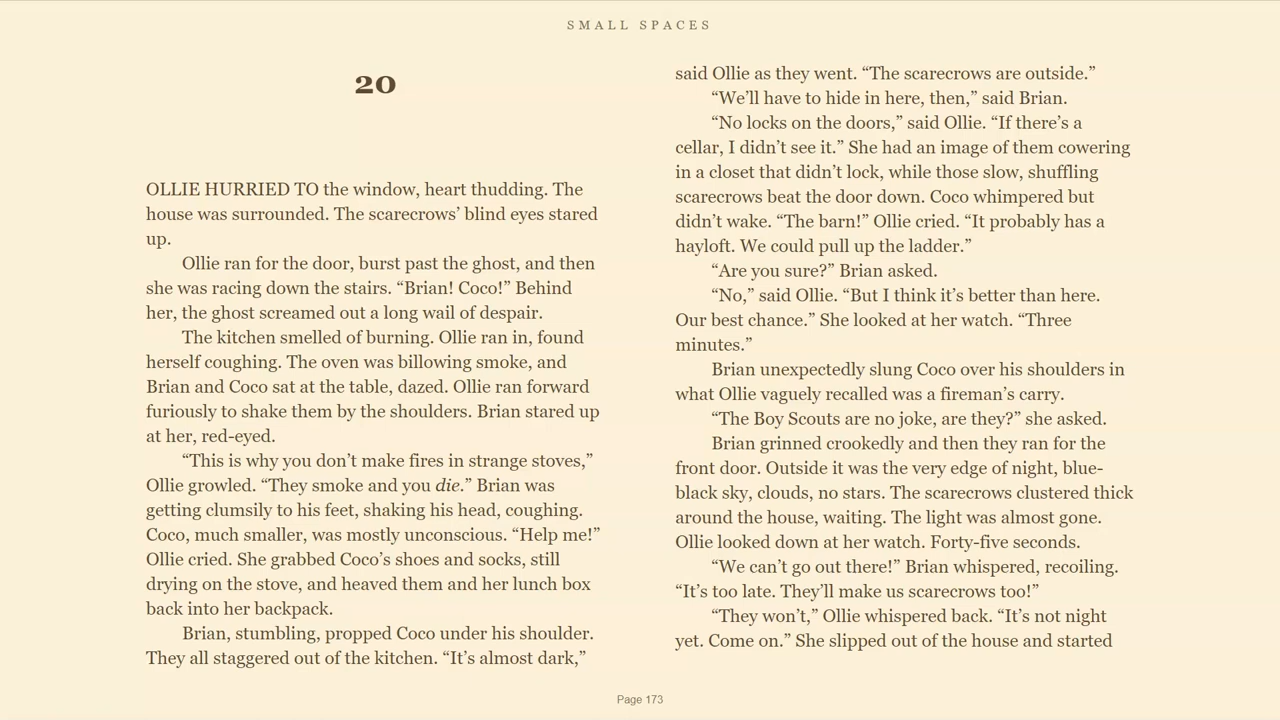 SMALL SPACES
20
OLLIE HURRIED TO the window, heart thudding. The
house was surrounded. The scarecrows’ blind eyes stared
up.
Ollie ran for the door, burst past the ghost, and then
she was racing down the stairs. “Brian! Coco!” Behind
her, the ghost screamed out a long wail of despair.
The kitchen smelled of burning. Ollie ran in, found
herself coughing. The oven was billowing smoke, and
Brian and Coco sat at the table, dazed. Ollie ran forward
furiously to shake them by the shoulders. Brian stared up
at her, red-eyed.
“This is why you don’t make fires in strange stoves,”
Ollie growled. “They smoke and you die.” Brian was
getting clumsily to his feet, shaking his head, coughing.
Coco, much smaller, was mostly unconscious. “Help me!”
Ollie cried. She grabbed Coco’s shoes and socks, still
drying on the stove, and heaved them and her lunch box
back into her backpack.
Brian, stumbling, propped Coco under his shoulder.
They all staggered out of the kitchen. “It’s almost dark,”
said Ollie as they went. “The scarecrows are outside.”
“We’ll have to hide in here, then,” said Brian.
“No locks on the doors,” said Ollie. “If there’s a
cellar, I didn’t see it.” She had an image of them cowering
in a closet that didn’t lock, while those slow, shuffling
scarecrows beat the door down. Coco whimpered but
didn’t wake. “The barn!” Ollie cried. “It probably has a
hayloft. We could pull up the ladder.”
“Are you sure?” Brian asked.
“No,” said Ollie. “But I think it’s better than here.
Our best chance.” She looked at her watch. “Three
minutes.”
Brian unexpectedly slung Coco over his shoulders in
what Ollie vaguely recalled was a fireman’s carry.
“The Boy Scouts are no joke, are they?” she asked.
Brian grinned crookedly and then they ran for the
front door. Outside it was the very edge of night, blue-
black sky, clouds, no stars. The scarecrows clustered thick
around the house, waiting. The light was almost gone.
Ollie looked down at her watch. Forty-five seconds.
“We can’t go out there!” Brian whispered, recoiling.
“It’s too late. They’ll make us scarecrows too!”
“They won’t,” Ollie whispered back. “It’s not night
yet. Come on.” She slipped out of the house and started
Page 173